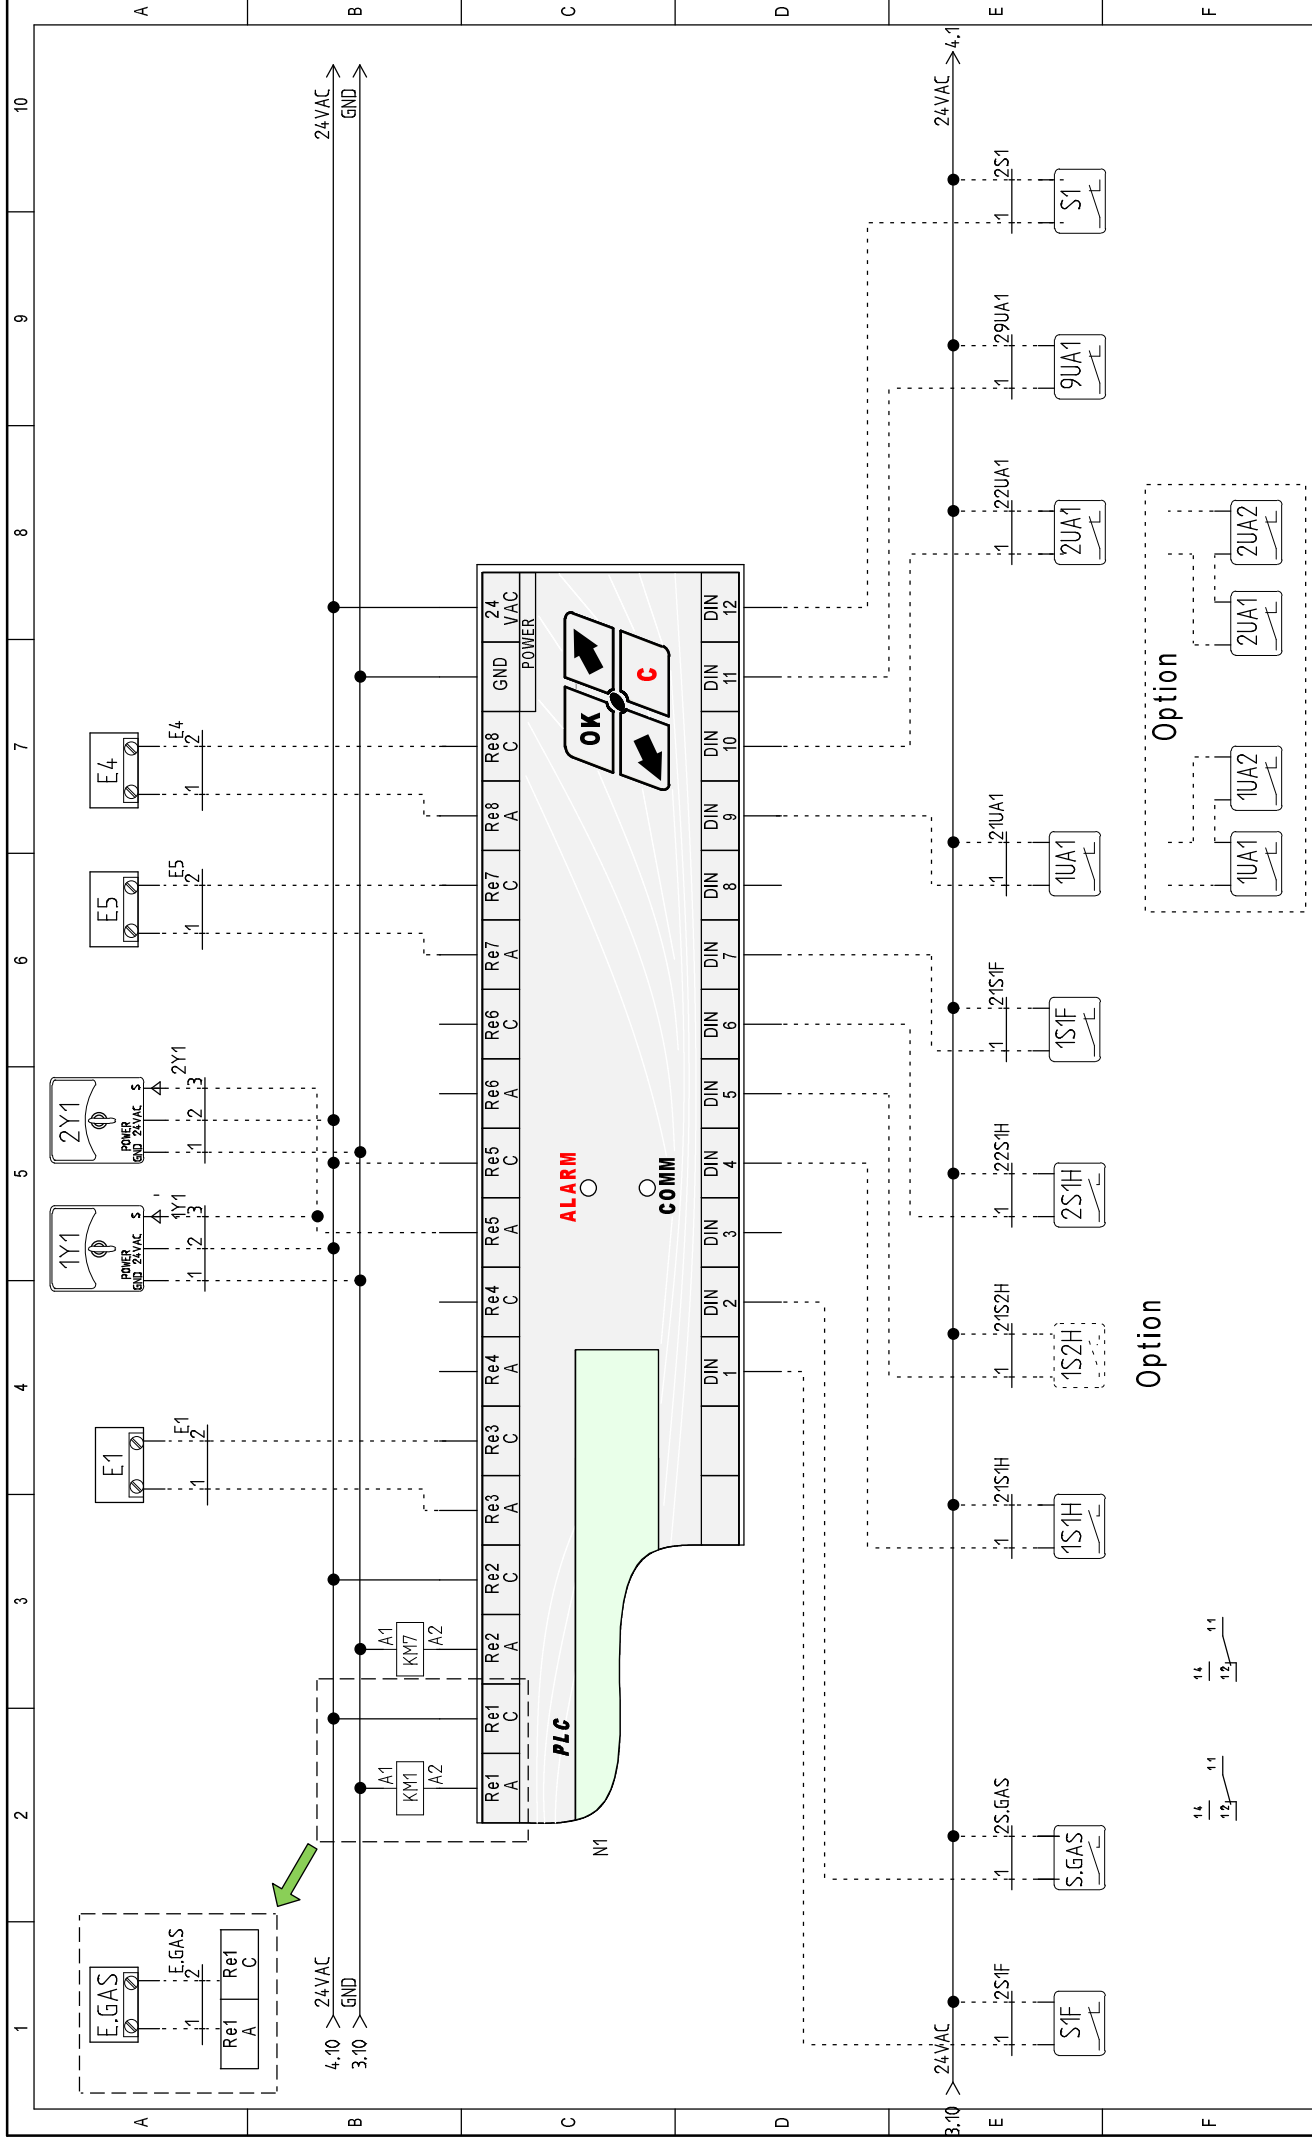 1 2 3 4 5 6 7 8 9 10
A
E.GAS
1 2 E.GAS
Re1 A
Re1 C
E1
1 2 E1
1Y1
POWER
GND 24VAC S
1 2 3 1Y1
2Y1
POWER
GND 24VAC S
1 2 3 2Y1
E5
1 2 E5
E4
1 2 E4
A
B
4.10 24VAC
24VAC
3.10 GND
GND
B
A1 KM1 A2
A1 KM7 A2
C
Re1 A
Re1 C
Re2 A
Re2 C
Re3 A
Re3 C
Re4 A
Re4 C
Re5 A
Re5 C
Re6 A
Re6 C
Re7 A
Re7 C
Re8 A
Re8 C
GND
24 VAC
POWER
N1
PLC
ALARM
COMM
OK
C
C
DIN 1
DIN 2
DIN 3
DIN 4
DIN 5
DIN 6
DIN 7
DIN 8
DIN 9
DIN 10
DIN 11
DIN 12
D
D
E
3.10 24VAC
24VAC 4.1
E
1 2S1F
S1F
1 2S.GAS
S.GAS
1 21S1H
1S1H
1 21S2H
1S2H
1 22S1H
2S1H
1 21S1F
1S1F
1 21UA1
1UA1
1 22UA1
2UA1
1 29UA1
9UA1
1 2S1
S1
F
14 12 11
14 12 11
Option
Option
1UA1
1UA2
2UA1
2UA2
F